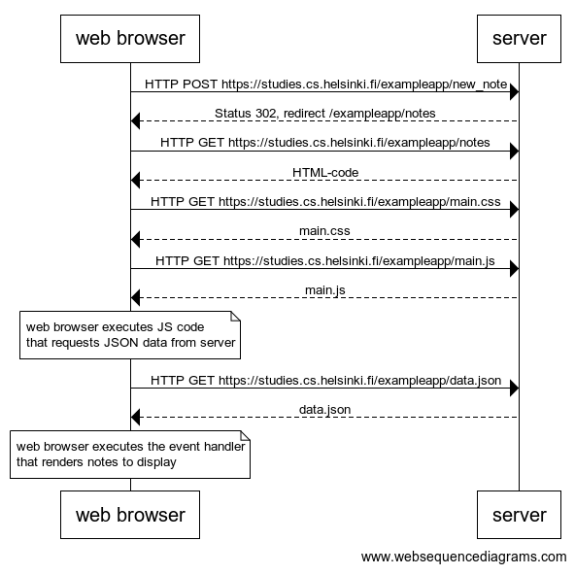 web browser
server
HTTP POST https://studies.cs.helsinki.fi/exampleapp/new_note
Status 302, redirect /exampleapp/notes
HTTP GET https://studies.cs.helsinki.fi/exampleapp/notes
HTML-code
HTTP GET https://studies.cs.helsinki.fi/exampleapp/main.css
main.css
HTTP GET https://studies.cs.helsinki.fi/exampleapp/main.js
main.js
web browser executes JS code
that requests JSON data from server
HTTP GET https://studies.cs.helsinki.fi/exampleapp/data.json
data.json
web browser executes the event handler
that renders notes to display
web browser
server
www.websequencediagrams.com